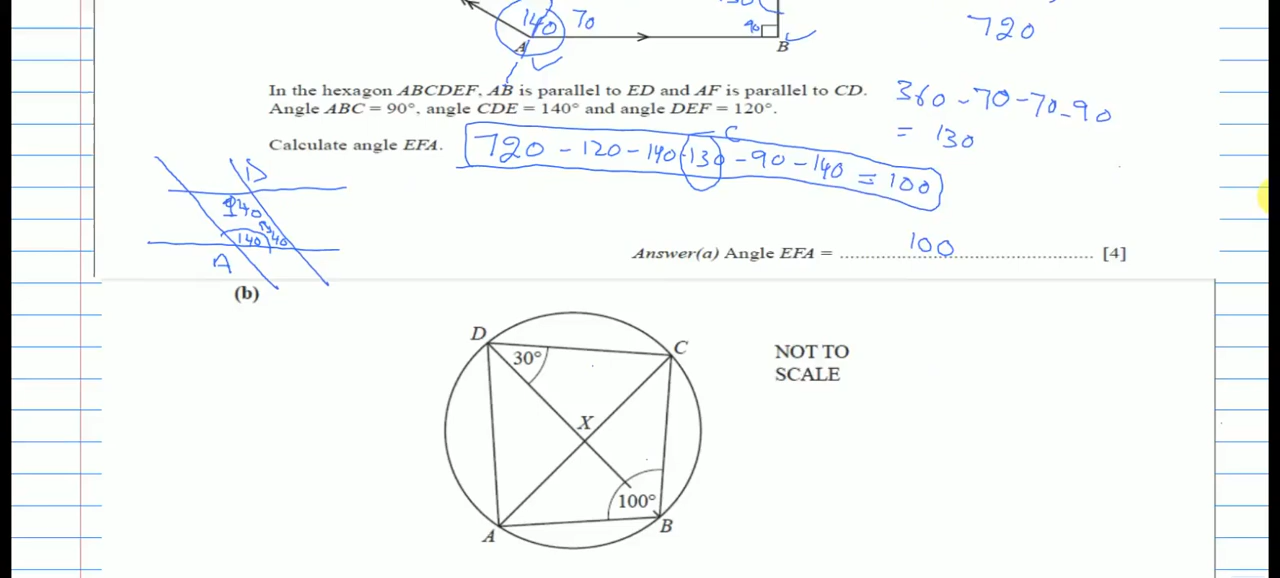 140 70
90
A
B
720
In the hexagon ABCDEF, AB is parallel to ED and AF is parallel to CD.
Angle ABC = 90°, angle CDE = 140° and angle DEF = 120°.
360 - 70 - 70 - 90
= 130
Calculate angle EFA.
C
720 - 120 - 140 - 130 - 90 - 140 = 100
D
140
140 40
A
Answer(a) Angle EFA = 100 [4]
(b)
D
C
30°
NOT TO
SCALE
X
100°
A
B